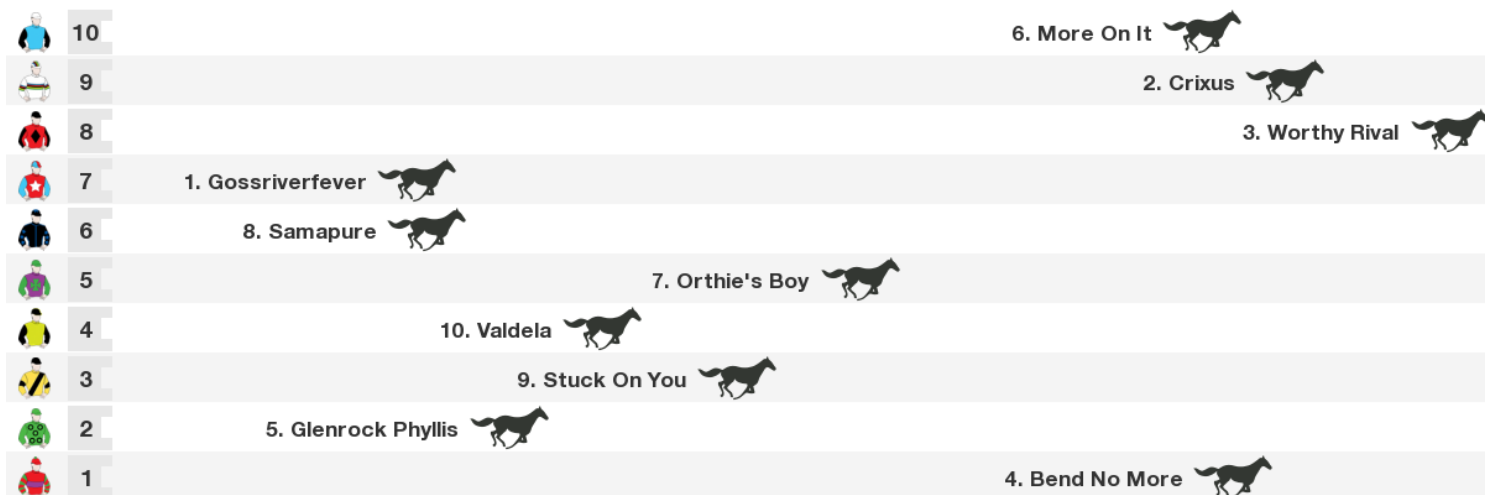 10 6. More On It
9 2. Crixus
8 3. Worthy Rival
7 1. Gossriverfever
6 8. Samapure
5 7. Orthie's Boy
4 10. Valdela
3 9. Stuck On You
2 5. Glenrock Phyllis
1 4. Bend No More